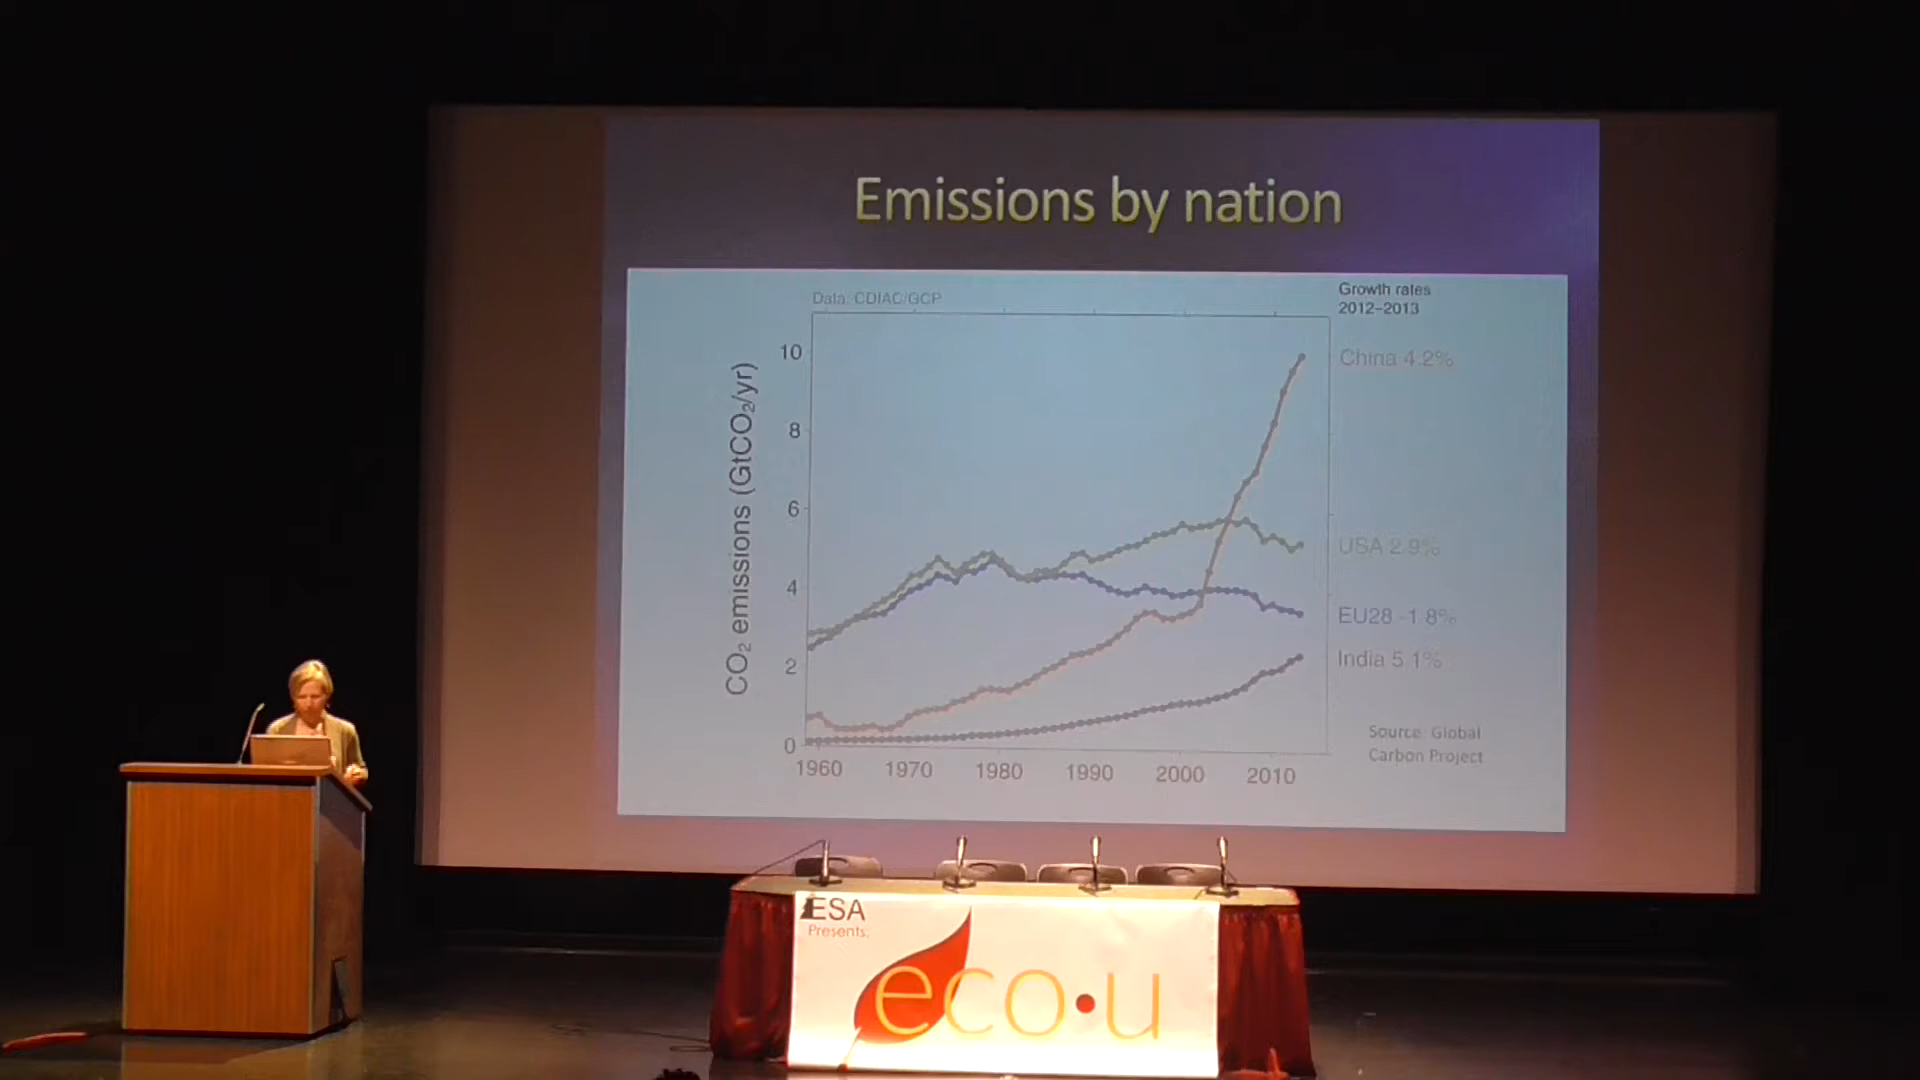 Emissions by nation
Data: CDIAC/GCP
Growth rates
2012–2013
CO₂ emissions (GtCO₂/yr)
10
8
6
4
2
0
1960 1970 1980 1990 2000 2010
China 4.2%
USA 2.9%
EU28 -1.8%
India 5.1%
Source: Global
Carbon Project
ESA
Presents:
eco•u